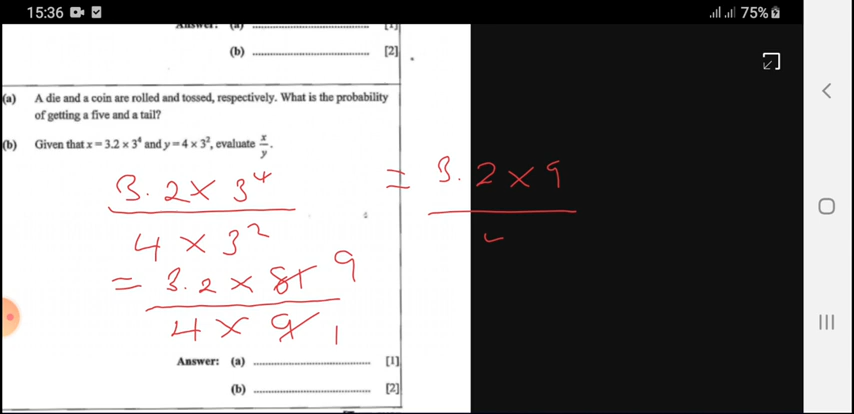 15:36 75%
Answer: (a) ........................................ [1]
(b) ........................................ [2]
(a) A die and a coin are rolled and tossed, respectively. What is the probability
of getting a five and a tail?
(b) Given that x = 3.2 × 3⁴ and y = 4 × 3², evaluate x/y.
3.2 × 3⁴ = 3.2 × 9
4 × 3²
= 3.2 × 81 9
4 × 9 1
Answer: (a) ........................................ [1]
(b) ........................................ [2]